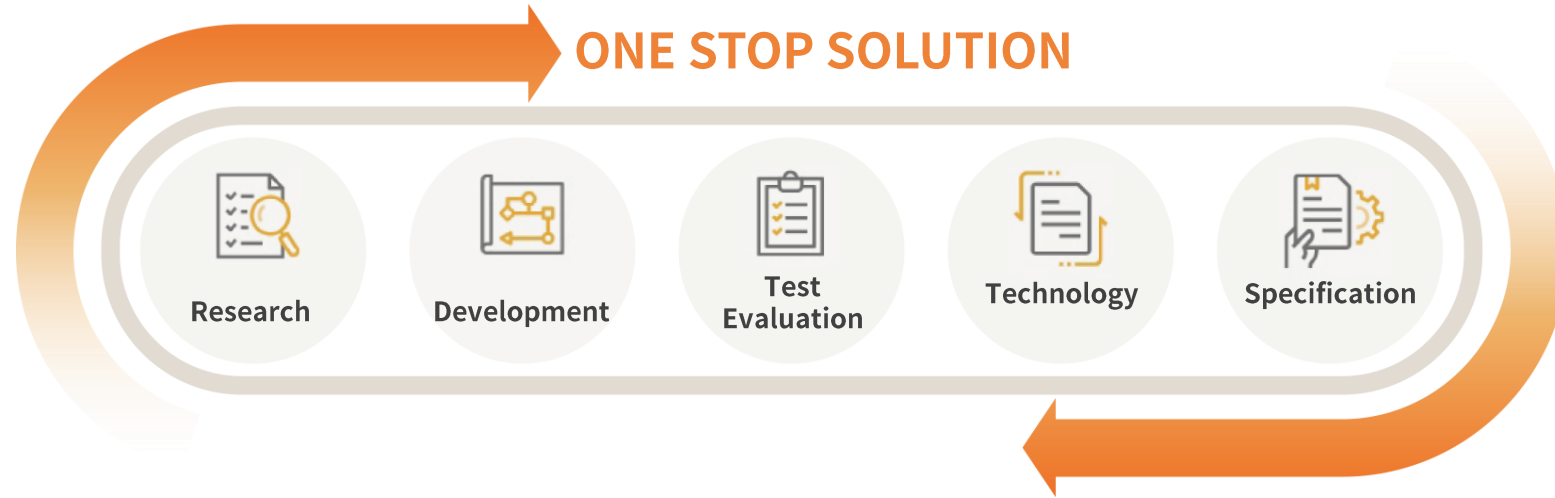 ONE STOP SOLUTION
Research
Development
Test
Evaluation
Technology
Specification